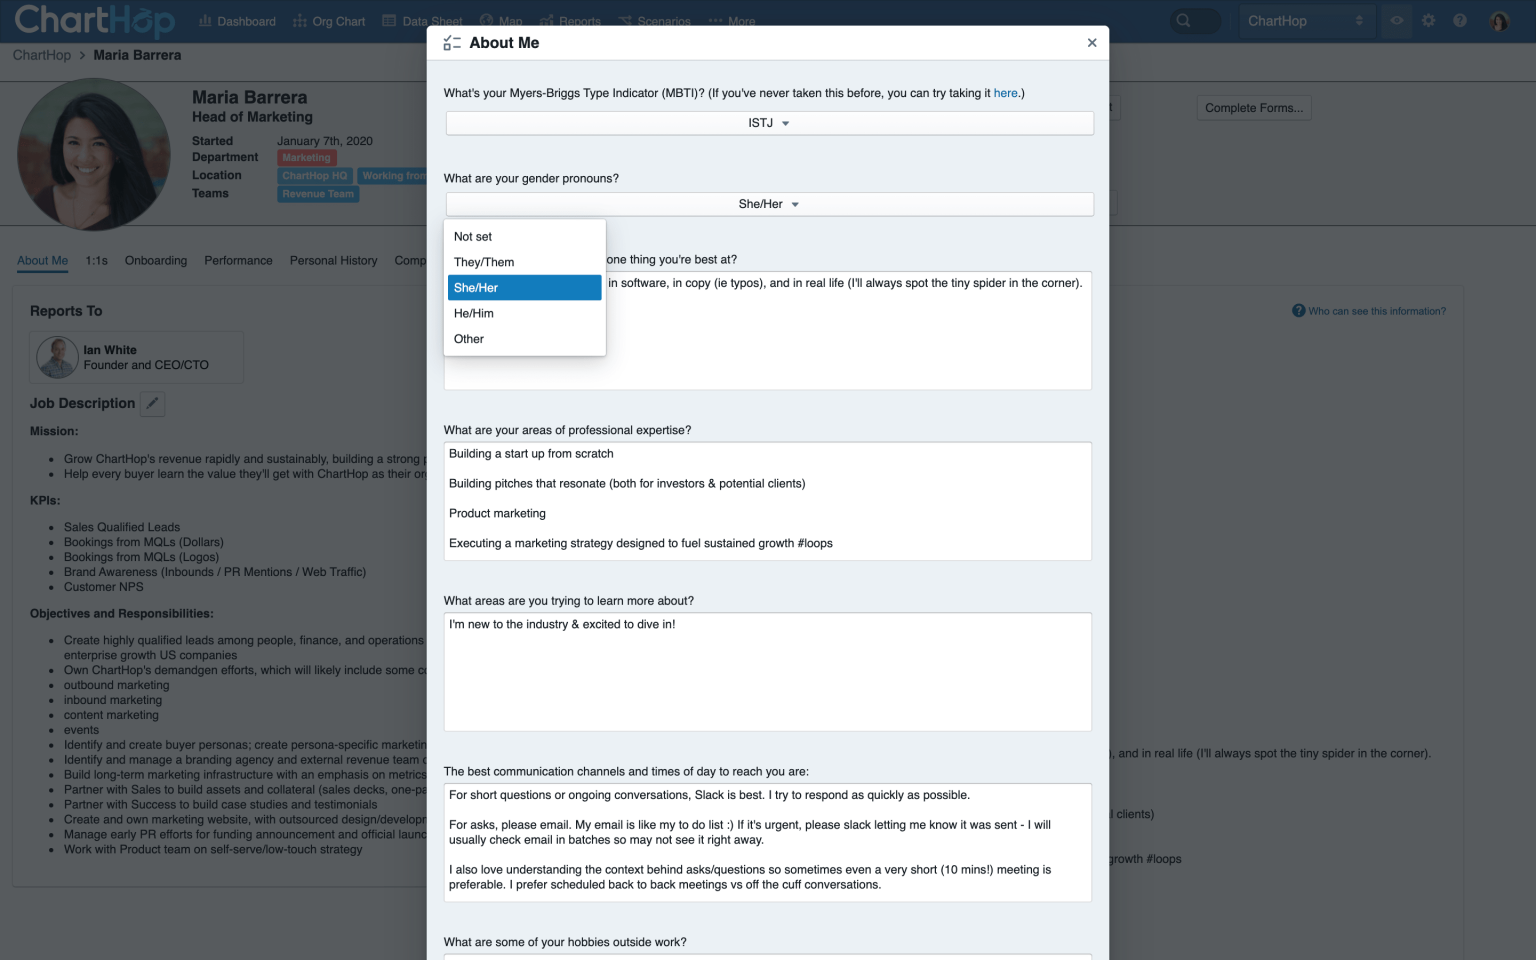 ChartHop
Dashboard
Org Chart
Data Sheet
Map
Reports
Scenarios
More
ChartHop
ChartHop > Maria Barrera
Maria Barrera
Head of Marketing
Started January 7th, 2020
Department Marketing
Location ChartHop HQ Working from
Teams Revenue Team
Complete Forms...
About Me
1:1s
Onboarding
Performance
Personal History
Comp
Reports To
Who can see this information?
Ian White
Founder and CEO/CTO
Job Description
Mission:
Grow ChartHop's revenue rapidly and sustainably, building a strong
Help every buyer learn the value they'll get with ChartHop as their
KPIs:
Sales Qualified Leads
Bookings from MQLs (Dollars)
Bookings from MQLs (Logos)
Brand Awareness (Inbounds / PR Mentions / Web Traffic)
Customer NPS
Objectives and Responsibilities:
Create highly qualified leads among people, finance, and operations
enterprise growth US companies
Own ChartHop's demandgen efforts, which will likely include some
outbound marketing
inbound marketing
content marketing
events
Identify and create buyer personas; create persona-specific
Identify and manage a branding agency and external revenue team
Build long-term marketing infrastructure with an emphasis on metrics
Partner with Sales to build assets and collateral (sales decks,
Partner with Success to build case studies and testimonials
Create and own marketing website, with outsourced
Manage early PR efforts for funding announcement and official
Work with Product team on self-serve/low-touch strategy
), and in real life (I'll always spot the tiny spider in the corner).
clients)
growth #loops
About Me
×
What's your Myers-Briggs Type Indicator (MBTI)? (If you've never taken this before, you can try taking it here.)
ISTJ
What are your gender pronouns?
She/Her
Not set
They/Them
She/Her
He/Him
Other
one thing you're best at?
in software, in copy (ie typos), and in real life (I'll always spot the tiny spider in the corner).
What are your areas of professional expertise?
Building a start up from scratch
Building pitches that resonate (both for investors & potential clients)
Product marketing
Executing a marketing strategy designed to fuel sustained growth #loops
What areas are you trying to learn more about?
I'm new to the industry & excited to dive in!
The best communication channels and times of day to reach you are:
For short questions or ongoing conversations, Slack is best. I try to respond as quickly as possible.
For asks, please email. My email is like my to do list :) If it's urgent, please slack letting me know it was sent - I will
usually check email in batches so may not see it right away.
I also love understanding the context behind asks/questions so sometimes even a very short (10 mins!) meeting is
preferable. I prefer scheduled back to back meetings vs off the cuff conversations.
What are some of your hobbies outside work?